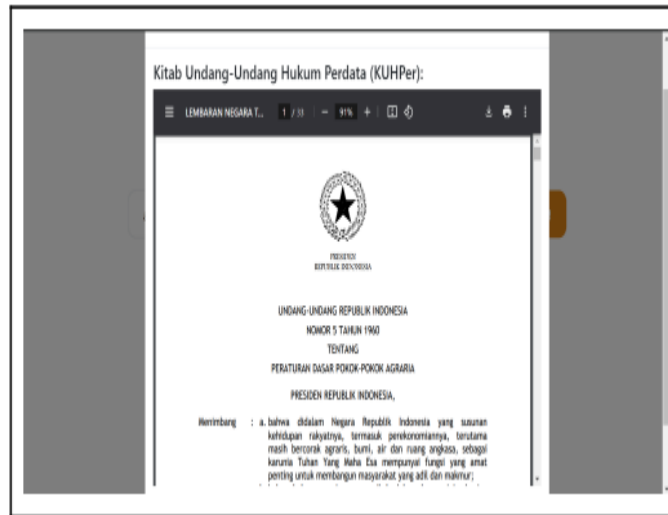 Kitab Undang-Undang Hukum Perdata (KUHPer):
LEMBARAN NEGARA T... 1 / 33 — 91% +
PRESIDEN
REPUBLIK INDONESIA
UNDANG-UNDANG REPUBLIK INDONESIA
NOMOR 5 TAHUN 1960
TENTANG
PERATURAN DASAR POKOK-POKOK AGRARIA
PRESIDEN REPUBLIK INDONESIA,
Menimbang : a. bahwa didalam Negara Republik Indonesia yang susunan
kehidupan rakyatnya, termasuk perekonomiannya, terutama
masih bercorak agraris, bumi, air dan ruang angkasa, sebagai
karunia Tuhan Yang Maha Esa mempunyai fungsi yang amat
penting untuk membangun masyarakat yang adil dan makmur;